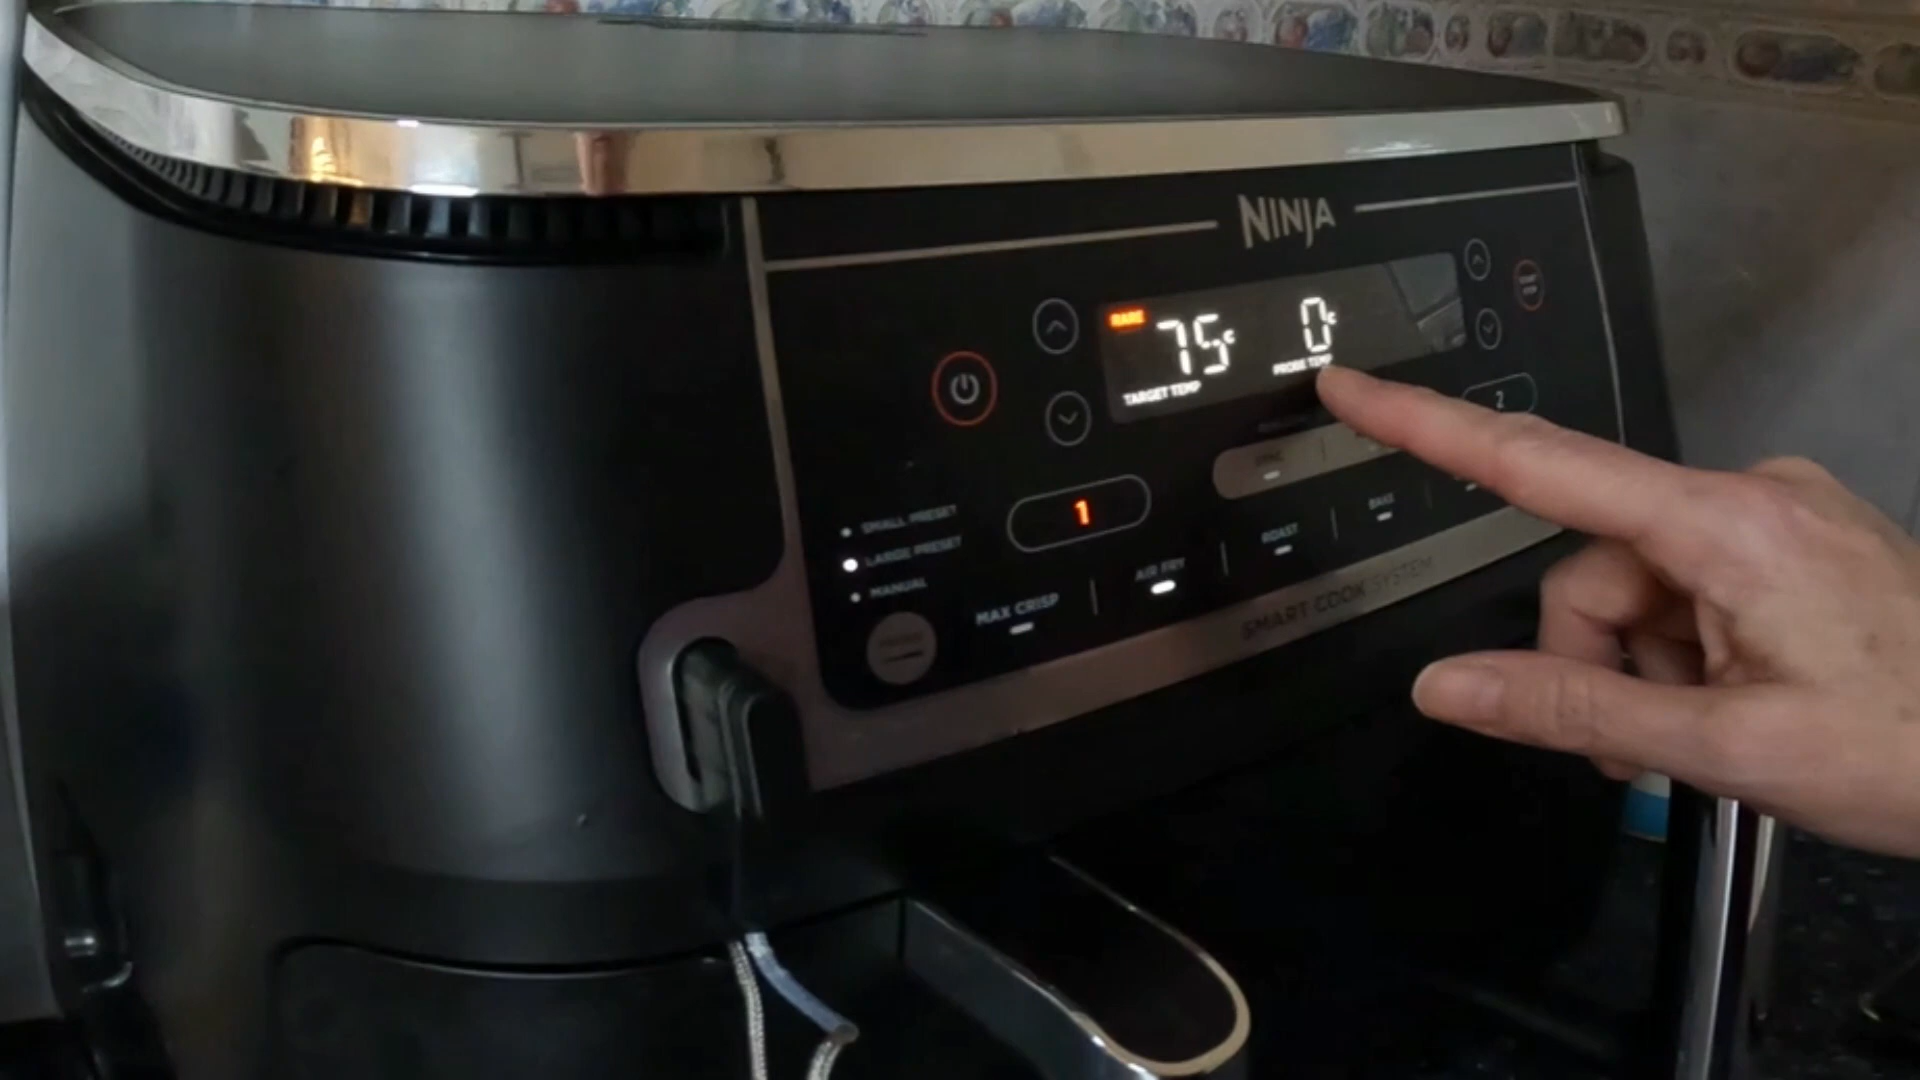 NINJA
RARE
75c
0c
TARGET TEMP
PROBE TEMP
2
1
SYNC
SMALL PRESET
LARGE PRESET
MANUAL
MAX CRISP
AIR FRY
ROAST
BAKE
SMART COOK SYSTEM